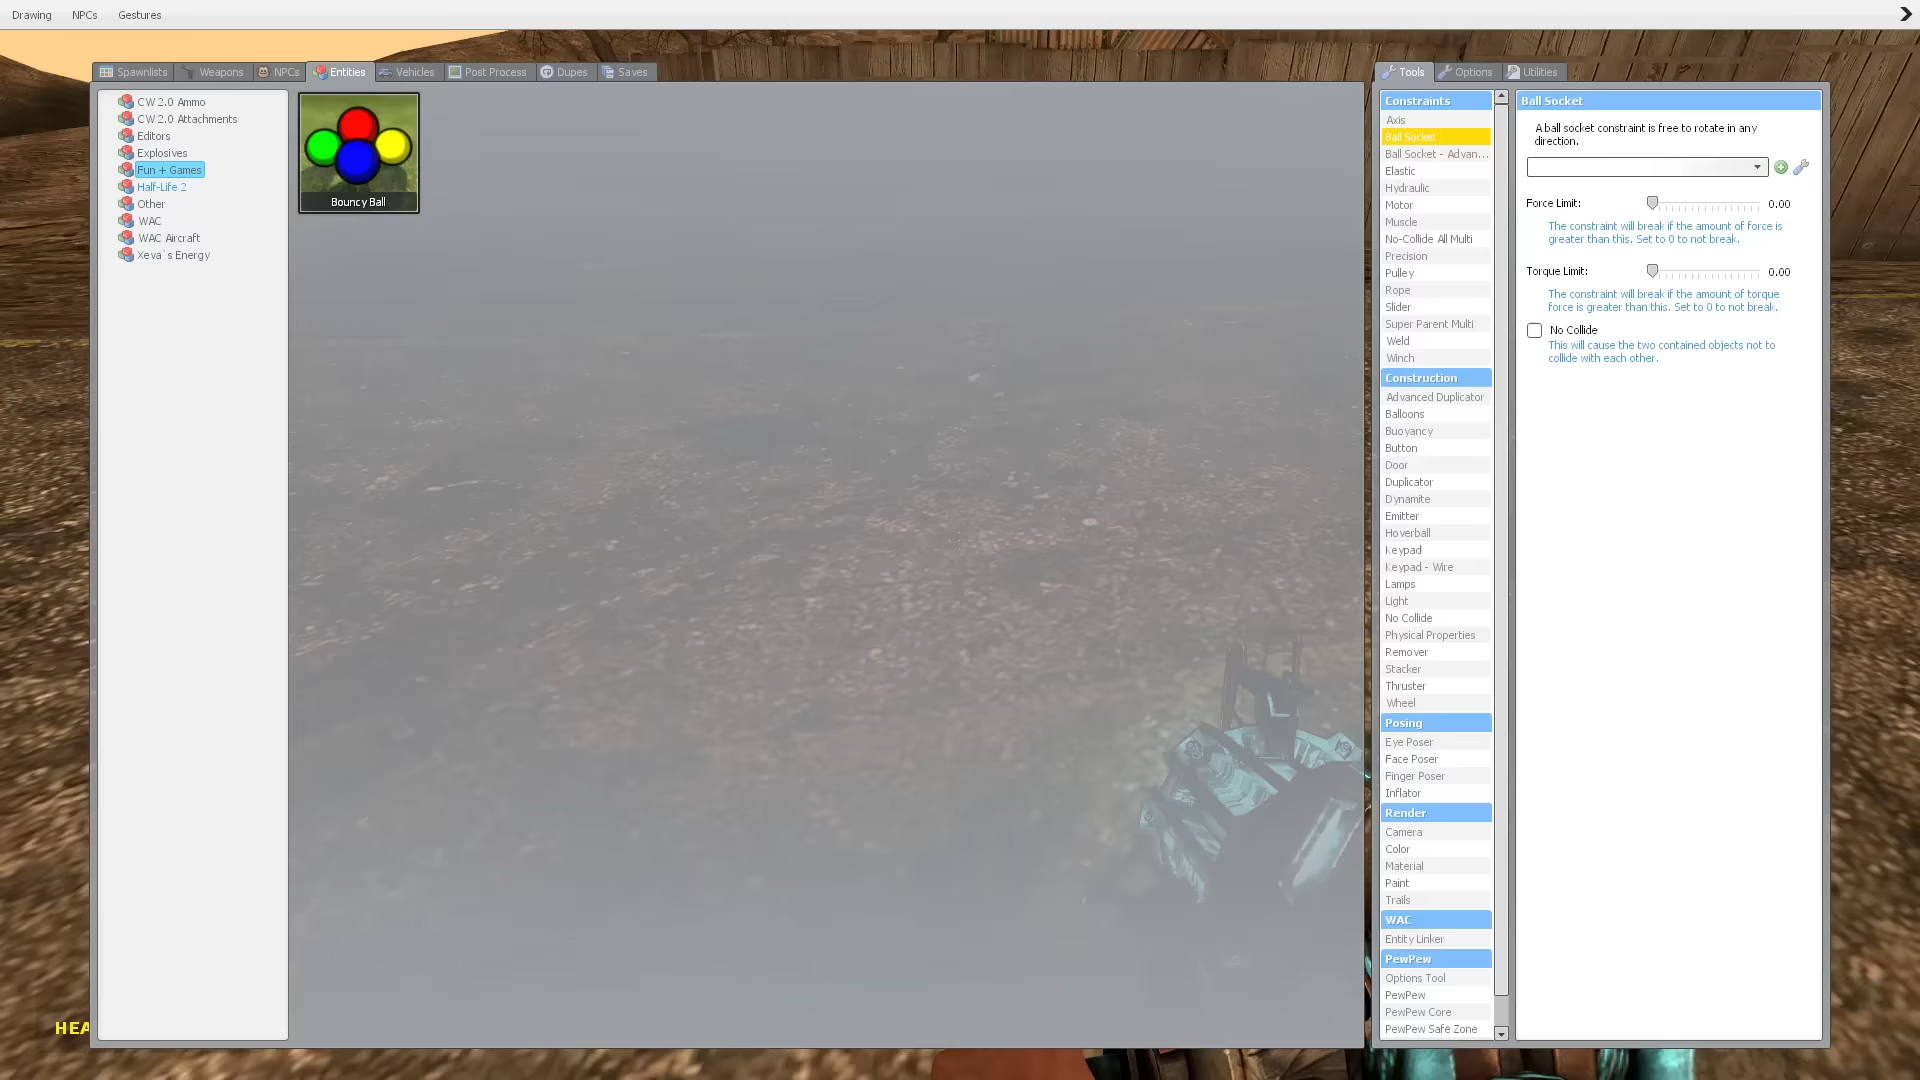 Drawing NPCs Gestures
Spawnlists Weapons NPCs Entities Vehicles Post Process Dupes Saves
CW 2.0 Ammo
CW 2.0 Attachments
Editors
Explosives
Fun + Games
Half-Life 2
Other
WAC
WAC Aircraft
Xeva's Energy
Bouncy Ball
HEA
Tools Options Utilities
Constraints
Axis
Ball Socket
Ball Socket - Advan...
Elastic
Hydraulic
Motor
Muscle
No-Collide All Multi
Precision
Pulley
Rope
Slider
Super Parent Multi
Weld
Winch
Construction
Advanced Duplicator
Balloons
Buoyancy
Button
Door
Duplicator
Dynamite
Emitter
Hoverball
Keypad
Keypad - Wire
Lamps
Light
No Collide
Physical Properties
Remover
Stacker
Thruster
Wheel
Posing
Eye Poser
Face Poser
Finger Poser
Inflator
Render
Camera
Color
Material
Paint
Trails
WAC
Entity Linker
PewPew
Options Tool
PewPew
PewPew Core
PewPew Safe Zone
Ball Socket
A ball socket constraint is free to rotate in any
direction.
Force Limit: 0.00
The constraint will break if the amount of force is
greater than this. Set to 0 to not break.
Torque Limit: 0.00
The constraint will break if the amount of torque
force is greater than this. Set to 0 to not break.
No Collide
This will cause the two contained objects not to
collide with each other.